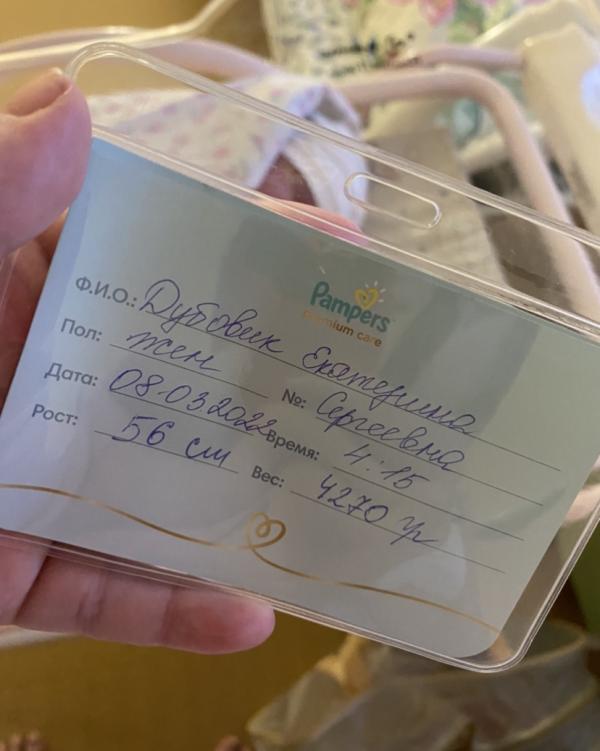 Pampers
premium care
Ф.И.О.: Дубовик Екатерина
Пол: жен №: Сергеевна
Дата: 08.03.2022 Время: 4:15
Рост: 56 см Вес: 4270 гр